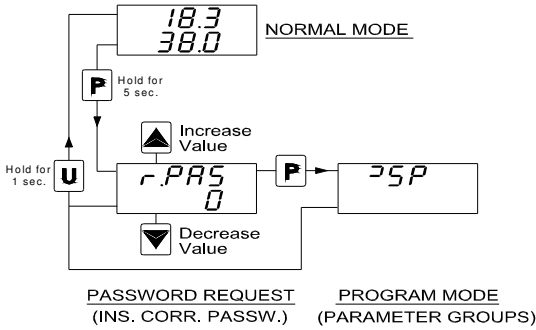 18.3
38.0
NORMAL MODE
P
Hold for
5 sec.
Increase
Value
Hold for
1 sec.
U
r.PAS
0
P
Decrease
Value
PASSWORD REQUEST
(INS. CORR. PASSW.)
PROGRAM MODE
(PARAMETER GROUPS)